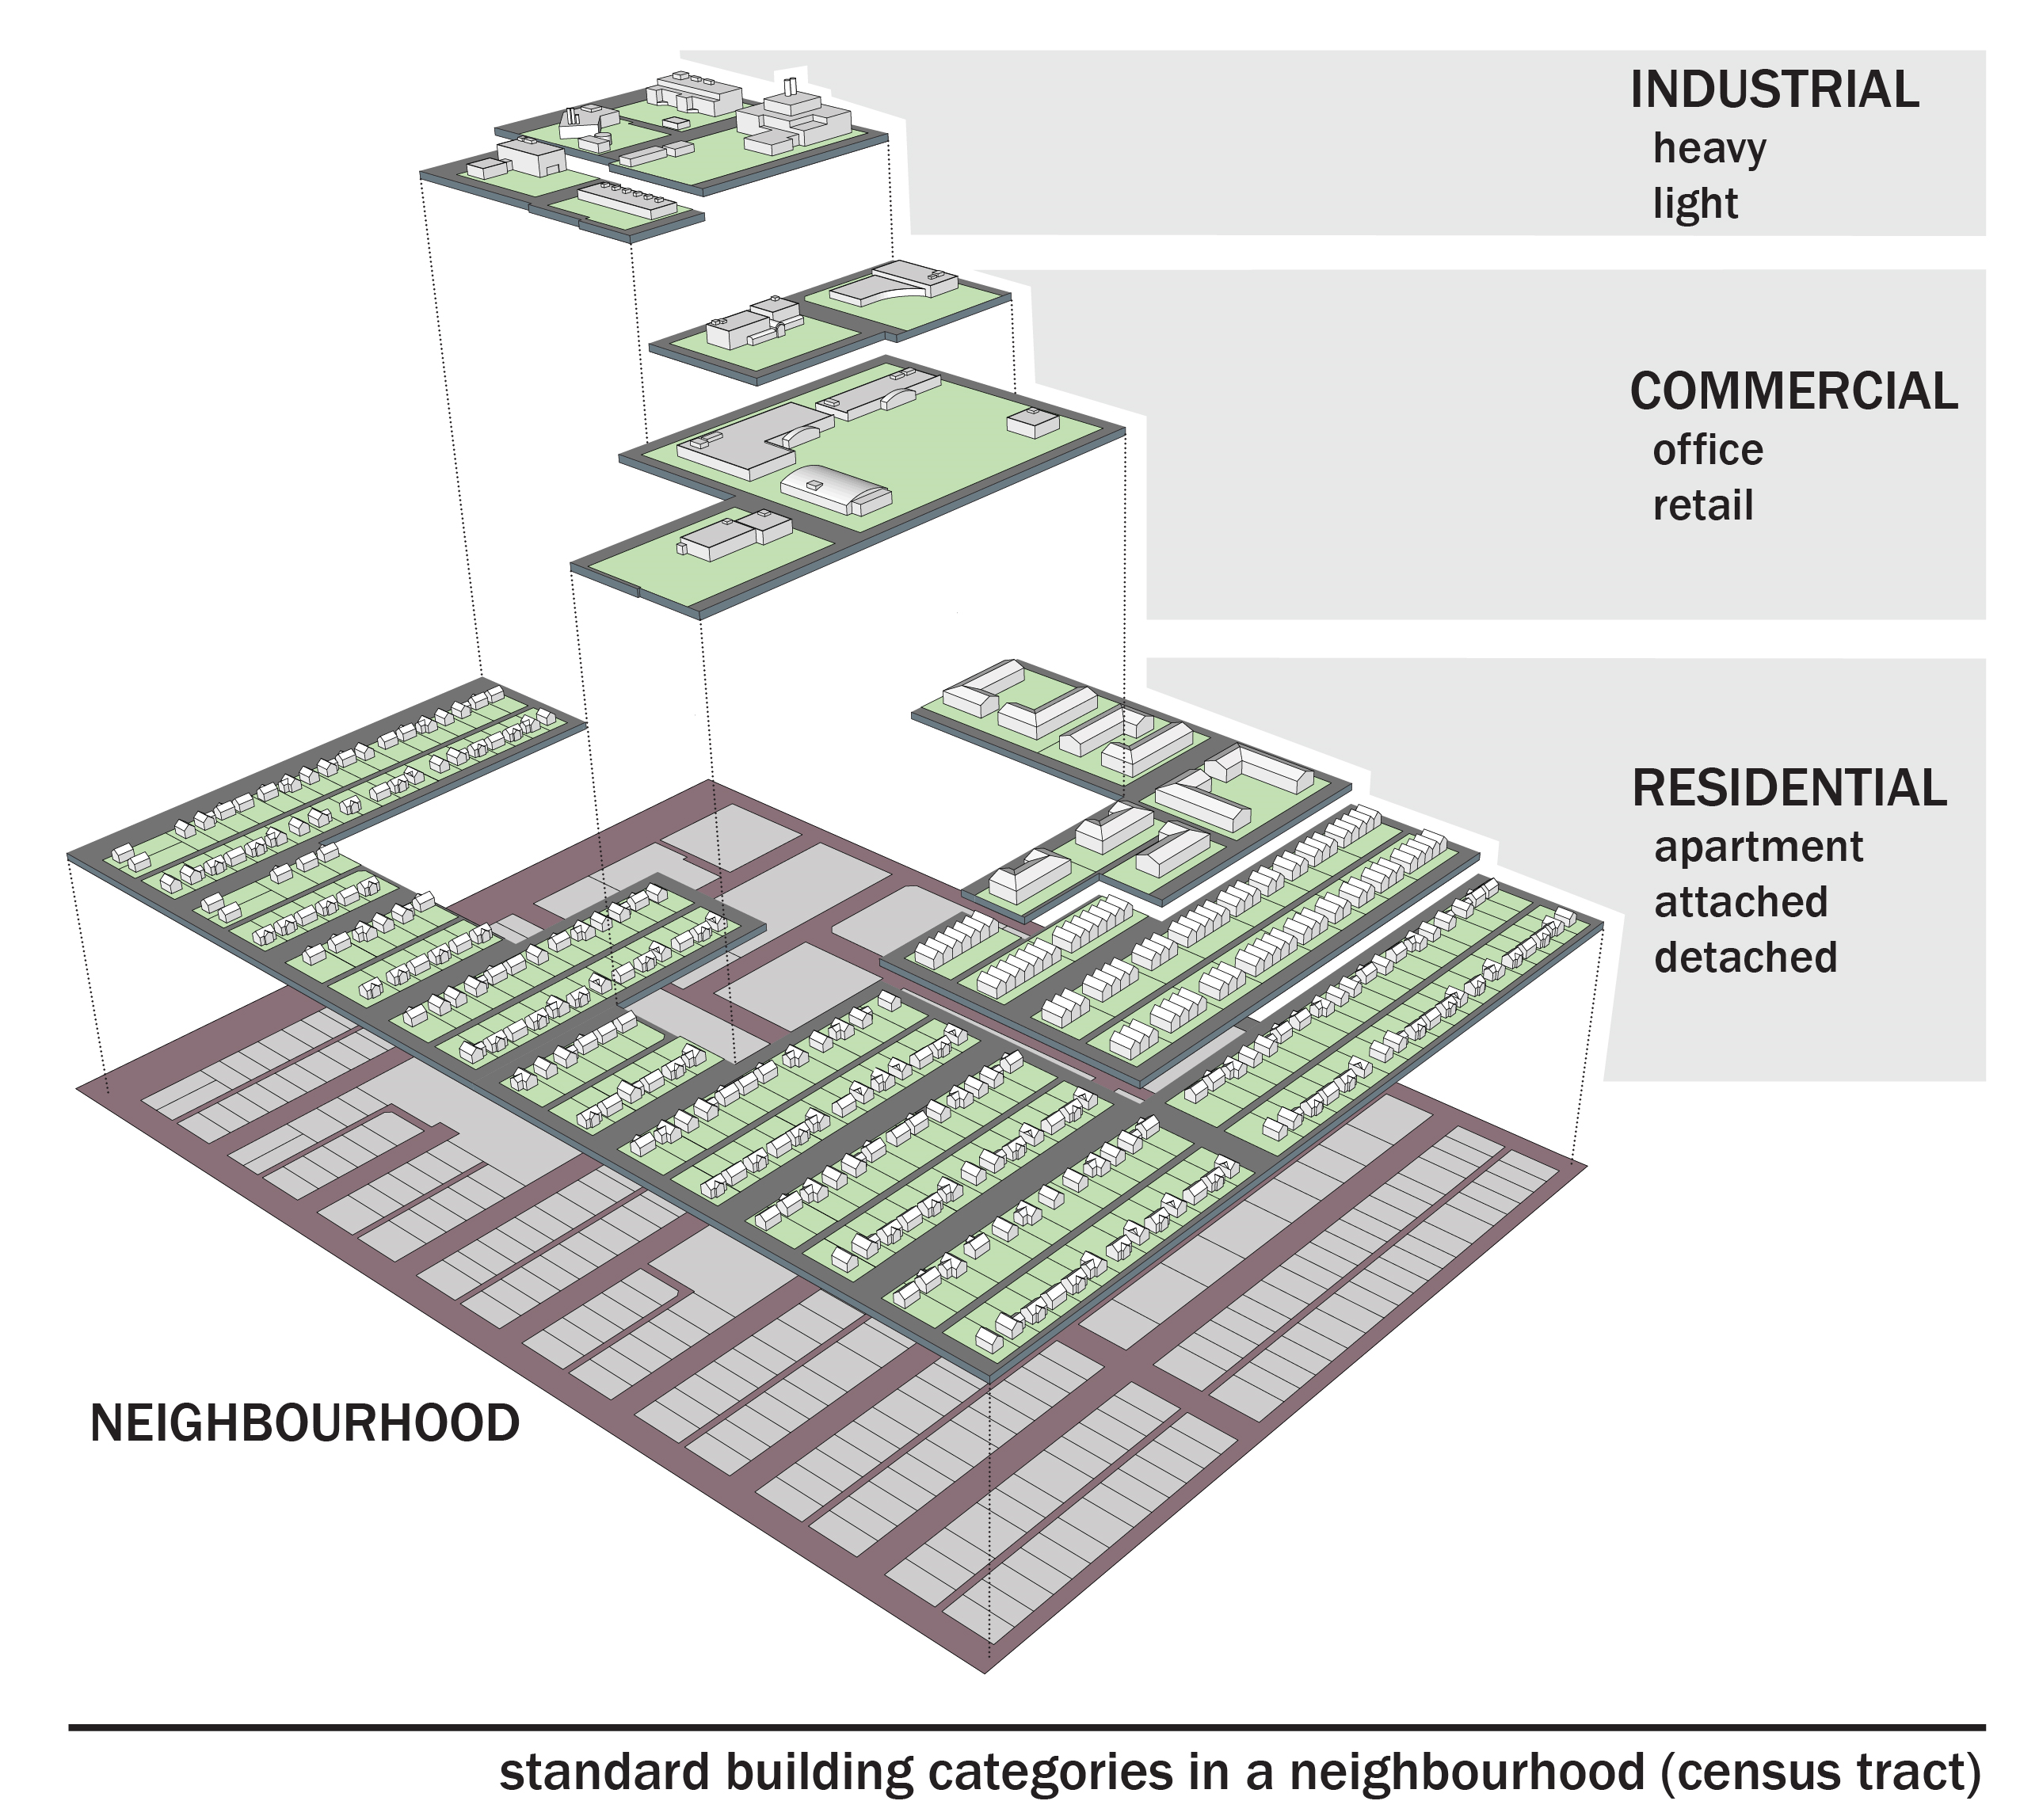 INDUSTRIAL
heavy
light
COMMERCIAL
office
retail
RESIDENTIAL
apartment
attached
detached
NEIGHBOURHOOD
standard building categories in a neighbourhood (census tract)